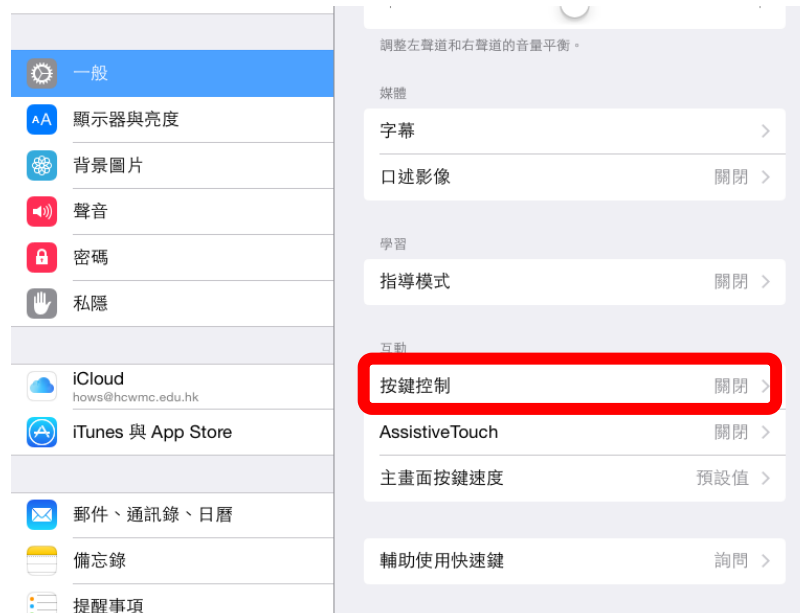 一般
顯示器與亮度
背景圖片
聲音
密碼
私隱
iCloud
hows@hcwmc.edu.hk
iTunes 與 App Store
郵件、通訊錄、日曆
備忘錄
提醒事項
調整左聲道和右聲道的音量平衡。
媒體
字幕
口述影像 關閉
學習
指導模式 關閉
互動
按鍵控制 關閉
AssistiveTouch 關閉
主畫面按鍵速度 預設值
輔助使用快速鍵 詢問